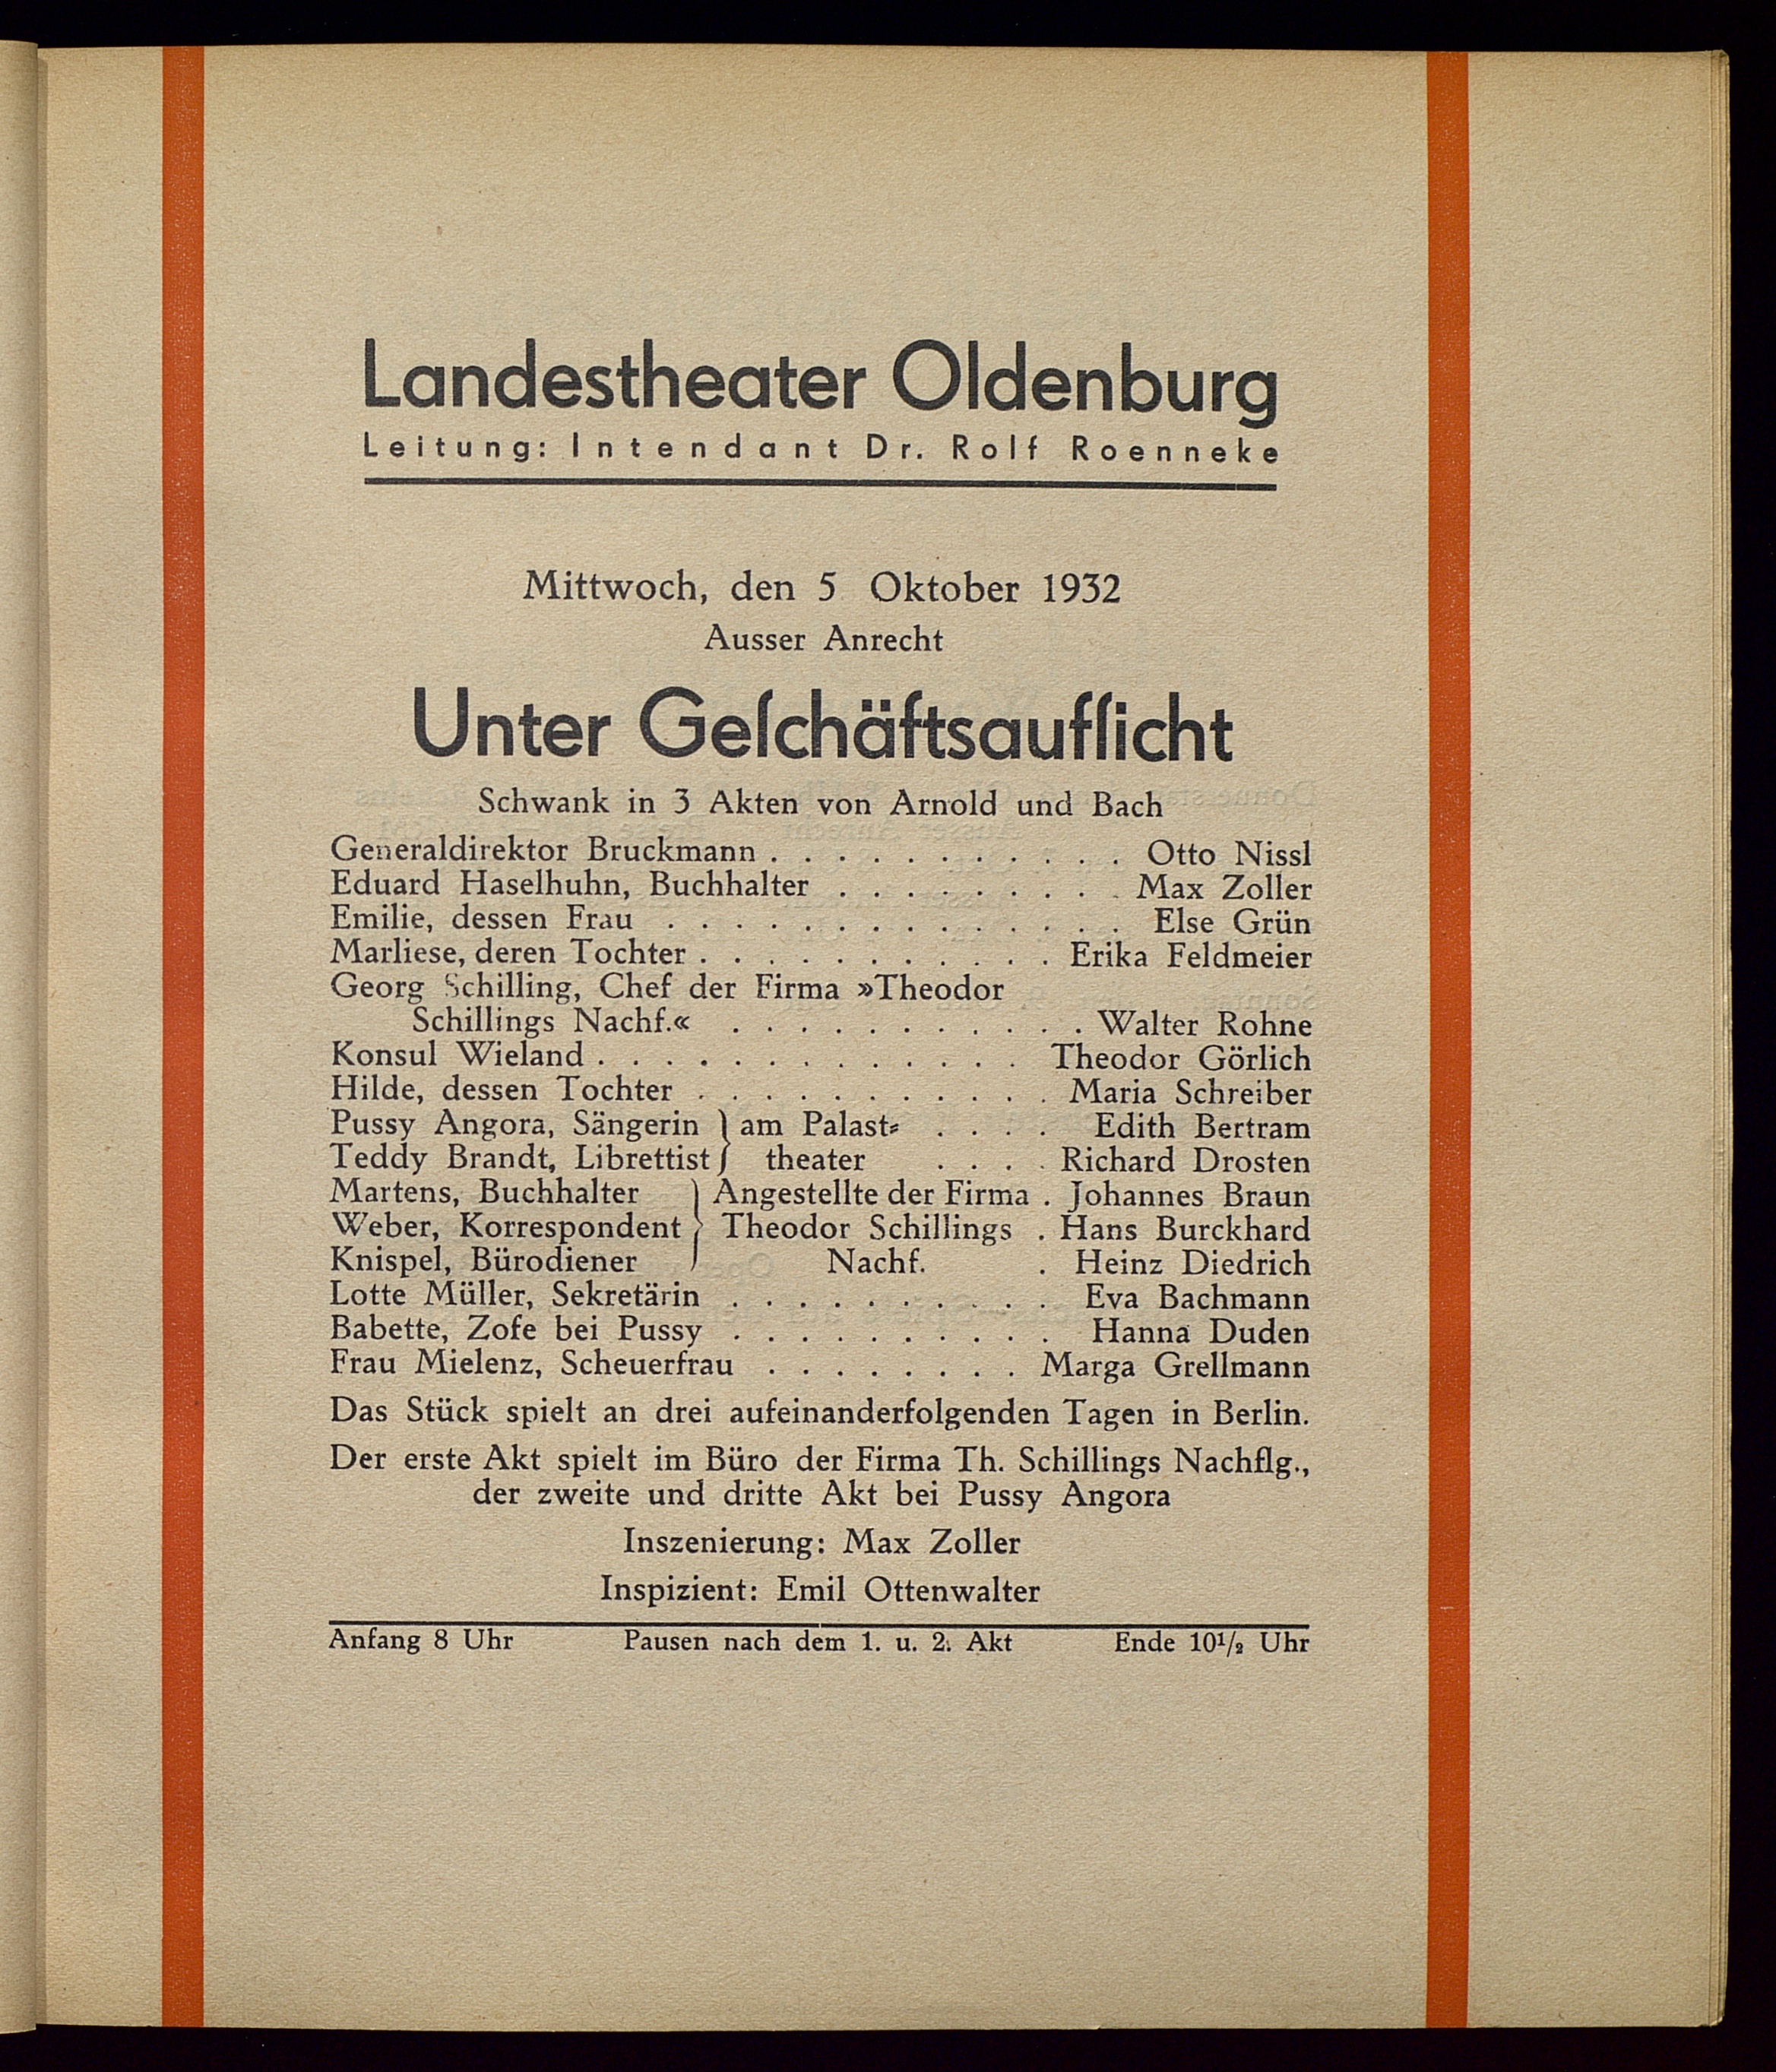 Landestheater Oldenburg
Leitung: Intendant Dr. Rolf Roenneke
Mittwoch, den 5 Oktober 1932
Ausser Anrecht
Unter Geſchäftsaufſicht
Schwank in 3 Akten von Arnold und Bach
Generaldirektor Bruckmann . . . . . . . . . . . Otto Nissl
Eduard Haselhuhn, Buchhalter . . . . . . . . . Max Zoller
Emilie, dessen Frau . . . . . . . . . . . . . . Else Grün
Marliese, deren Tochter . . . . . . . . . . . Erika Feldmeier
Georg Schilling, Chef der Firma »Theodor
Schillings Nachf.« . . . . . . . . . . . Walter Rohne
Konsul Wieland . . . . . . . . . . . . . Theodor Görlich
Hilde, dessen Tochter . . . . . . . . . . . Maria Schreiber
Pussy Angora, Sängerin } am Palast⸗ . . . . Edith Bertram
Teddy Brandt, Librettist } theater . . . . Richard Drosten
Martens, Buchhalter } Angestellte der Firma . Johannes Braun
Weber, Korrespondent } Theodor Schillings . Hans Burckhard
Knispel, Bürodiener } Nachf. . Heinz Diedrich
Lotte Müller, Sekretärin . . . . . . . . . . Eva Bachmann
Babette, Zofe bei Pussy . . . . . . . . . . Hanna Duden
Frau Mielenz, Scheuerfrau . . . . . . . . Marga Grellmann
Das Stück spielt an drei aufeinanderfolgenden Tagen in Berlin.
Der erste Akt spielt im Büro der Firma Th. Schillings Nachflg.,
der zweite und dritte Akt bei Pussy Angora
Inszenierung: Max Zoller
Inspizient: Emil Ottenwalter
Anfang 8 Uhr Pausen nach dem 1. u. 2. Akt Ende 10½ Uhr